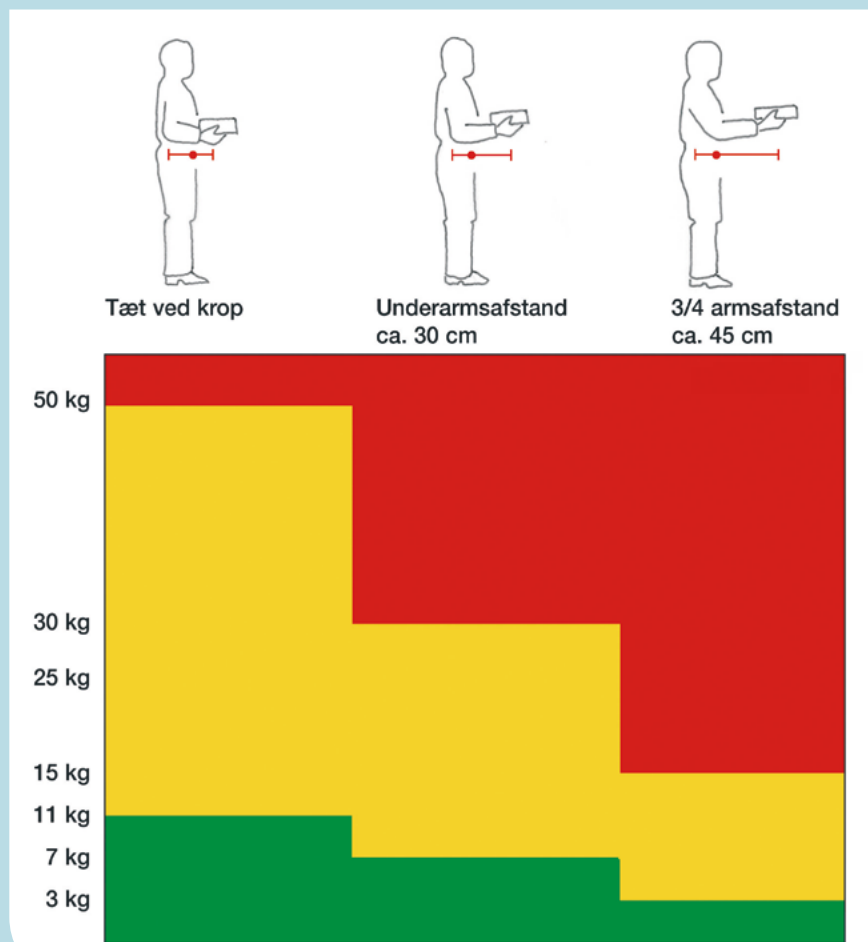 Tæt ved krop
Underarmsafstand
ca. 30 cm
3/4 armsafstand
ca. 45 cm
50 kg
30 kg
25 kg
15 kg
11 kg
7 kg
3 kg